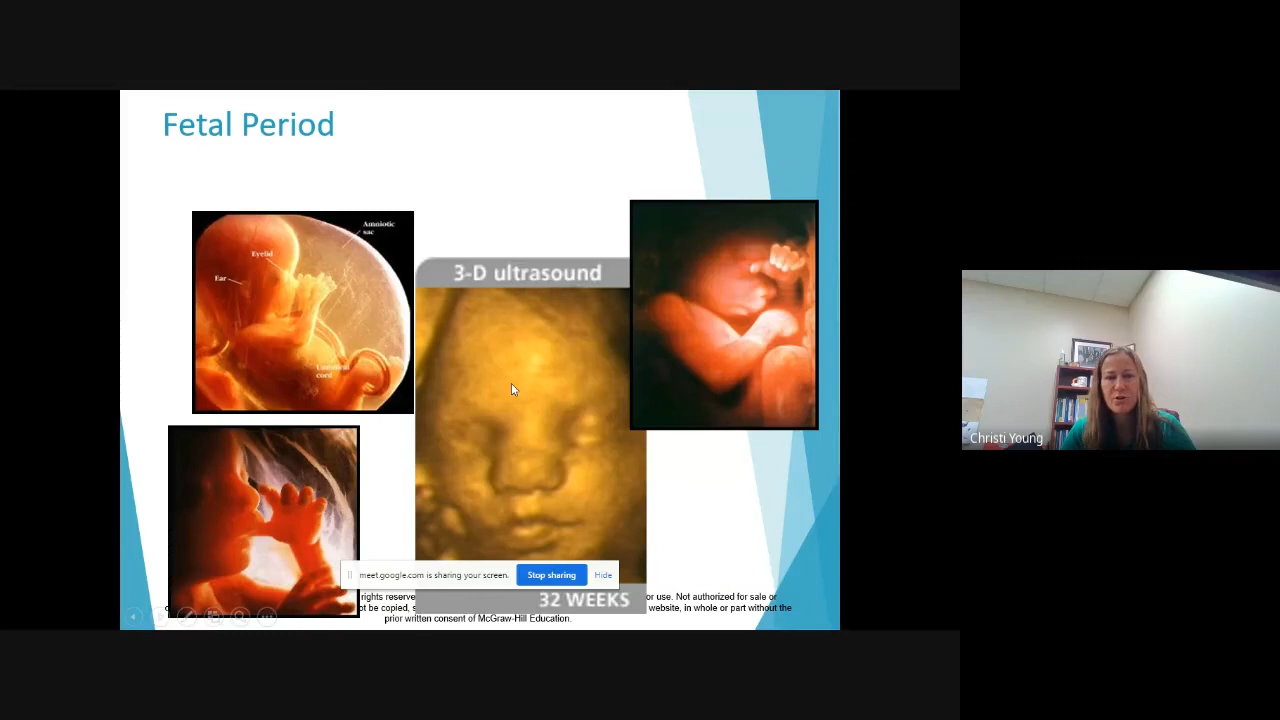 Fetal Period
Amniotic
sac
Eyelid
Ear
cord
3-D ultrasound
32 WEEKS
meet.google.com is sharing your screen.
Stop sharing
Hide
rights reserve
or use. Not authorized for sale or
ot be copied, s
website, in whole or part without the
prior written consent of McGraw-Hill Education.
Christi Young